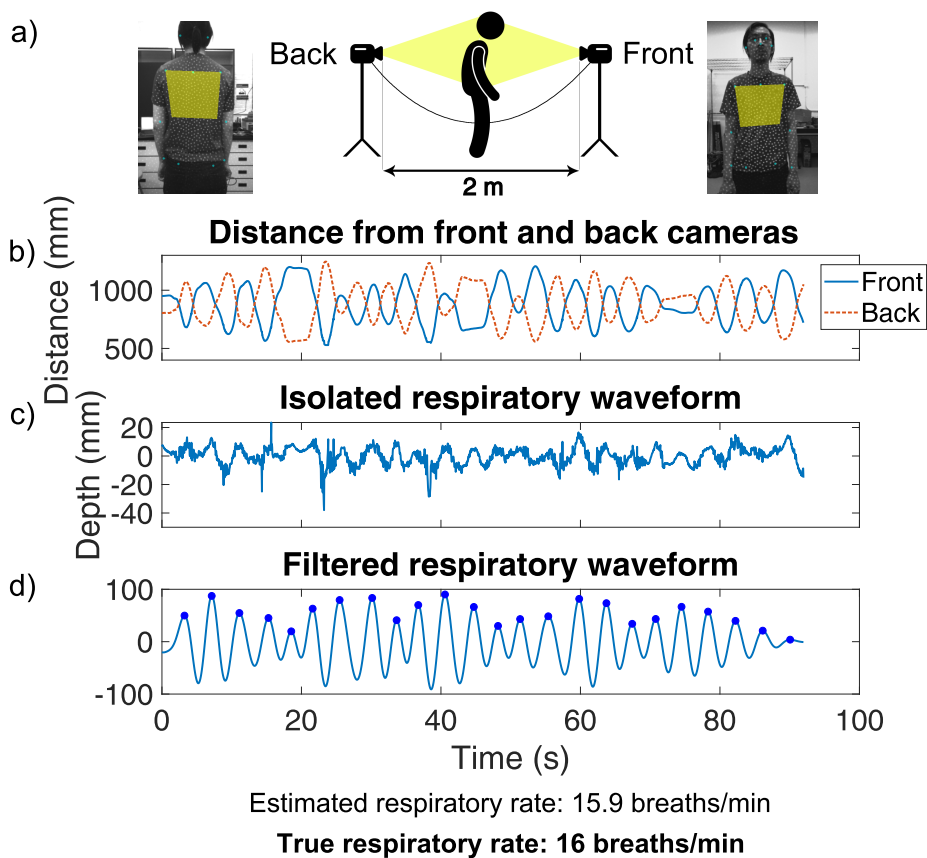 a)
Back
Front
2 m
b)
Distance from front and back cameras
Distance (mm)
1000
500
Front
Back
c)
Isolated respiratory waveform
Depth (mm)
20
0
-20
-40
d)
Filtered respiratory waveform
100
0
-100
0 20 40 60 80 100
Time (s)
Estimated respiratory rate: 15.9 breaths/min
True respiratory rate: 16 breaths/min